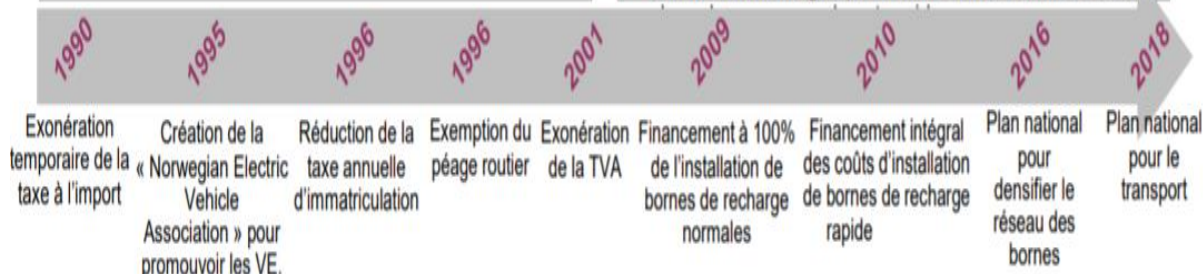 1990
1995
1996
1996
2001
2009
2010
2016
2018
Exonération
temporaire de la
taxe à l'import
Création de la
« Norwegian Electric
Vehicle
Association » pour
promouvoir les VE.
Réduction de la
taxe annuelle
d'immatriculation
Exemption du
péage routier
Exonération
de la TVA
Financement à 100%
de l'installation de
bornes de recharge
normales
Financement intégral
des coûts d'installation
de bornes de recharge
rapide
Plan national
pour
densifier le
réseau des
bornes
Plan national
pour le
transport